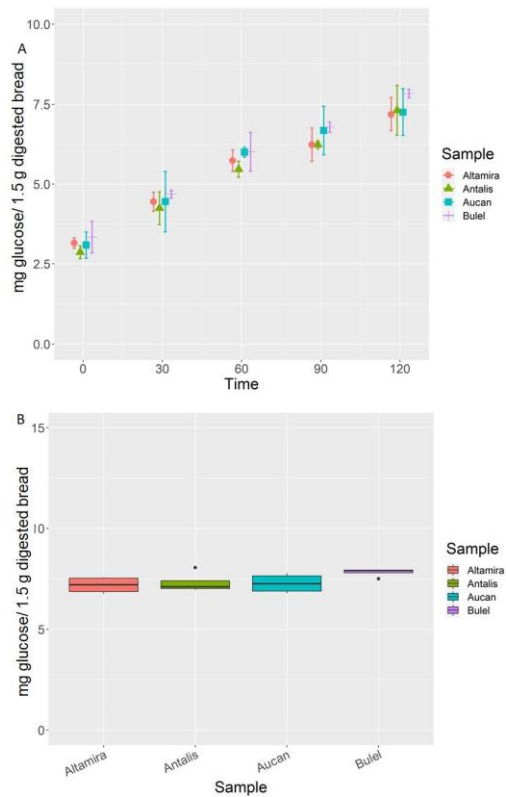 A
10.0
7.5
5.0
2.5
0.0
mg glucose/ 1.5 g digested bread
0 30 60 90 120
Time
Sample
Altamira
Antalis
Aucan
Bulel
B
15
10
5
0
mg glucose/ 1.5 g digested bread
Altamira Antalis Aucan Bulel
Sample
Sample
Altamira
Antalis
Aucan
Bulel